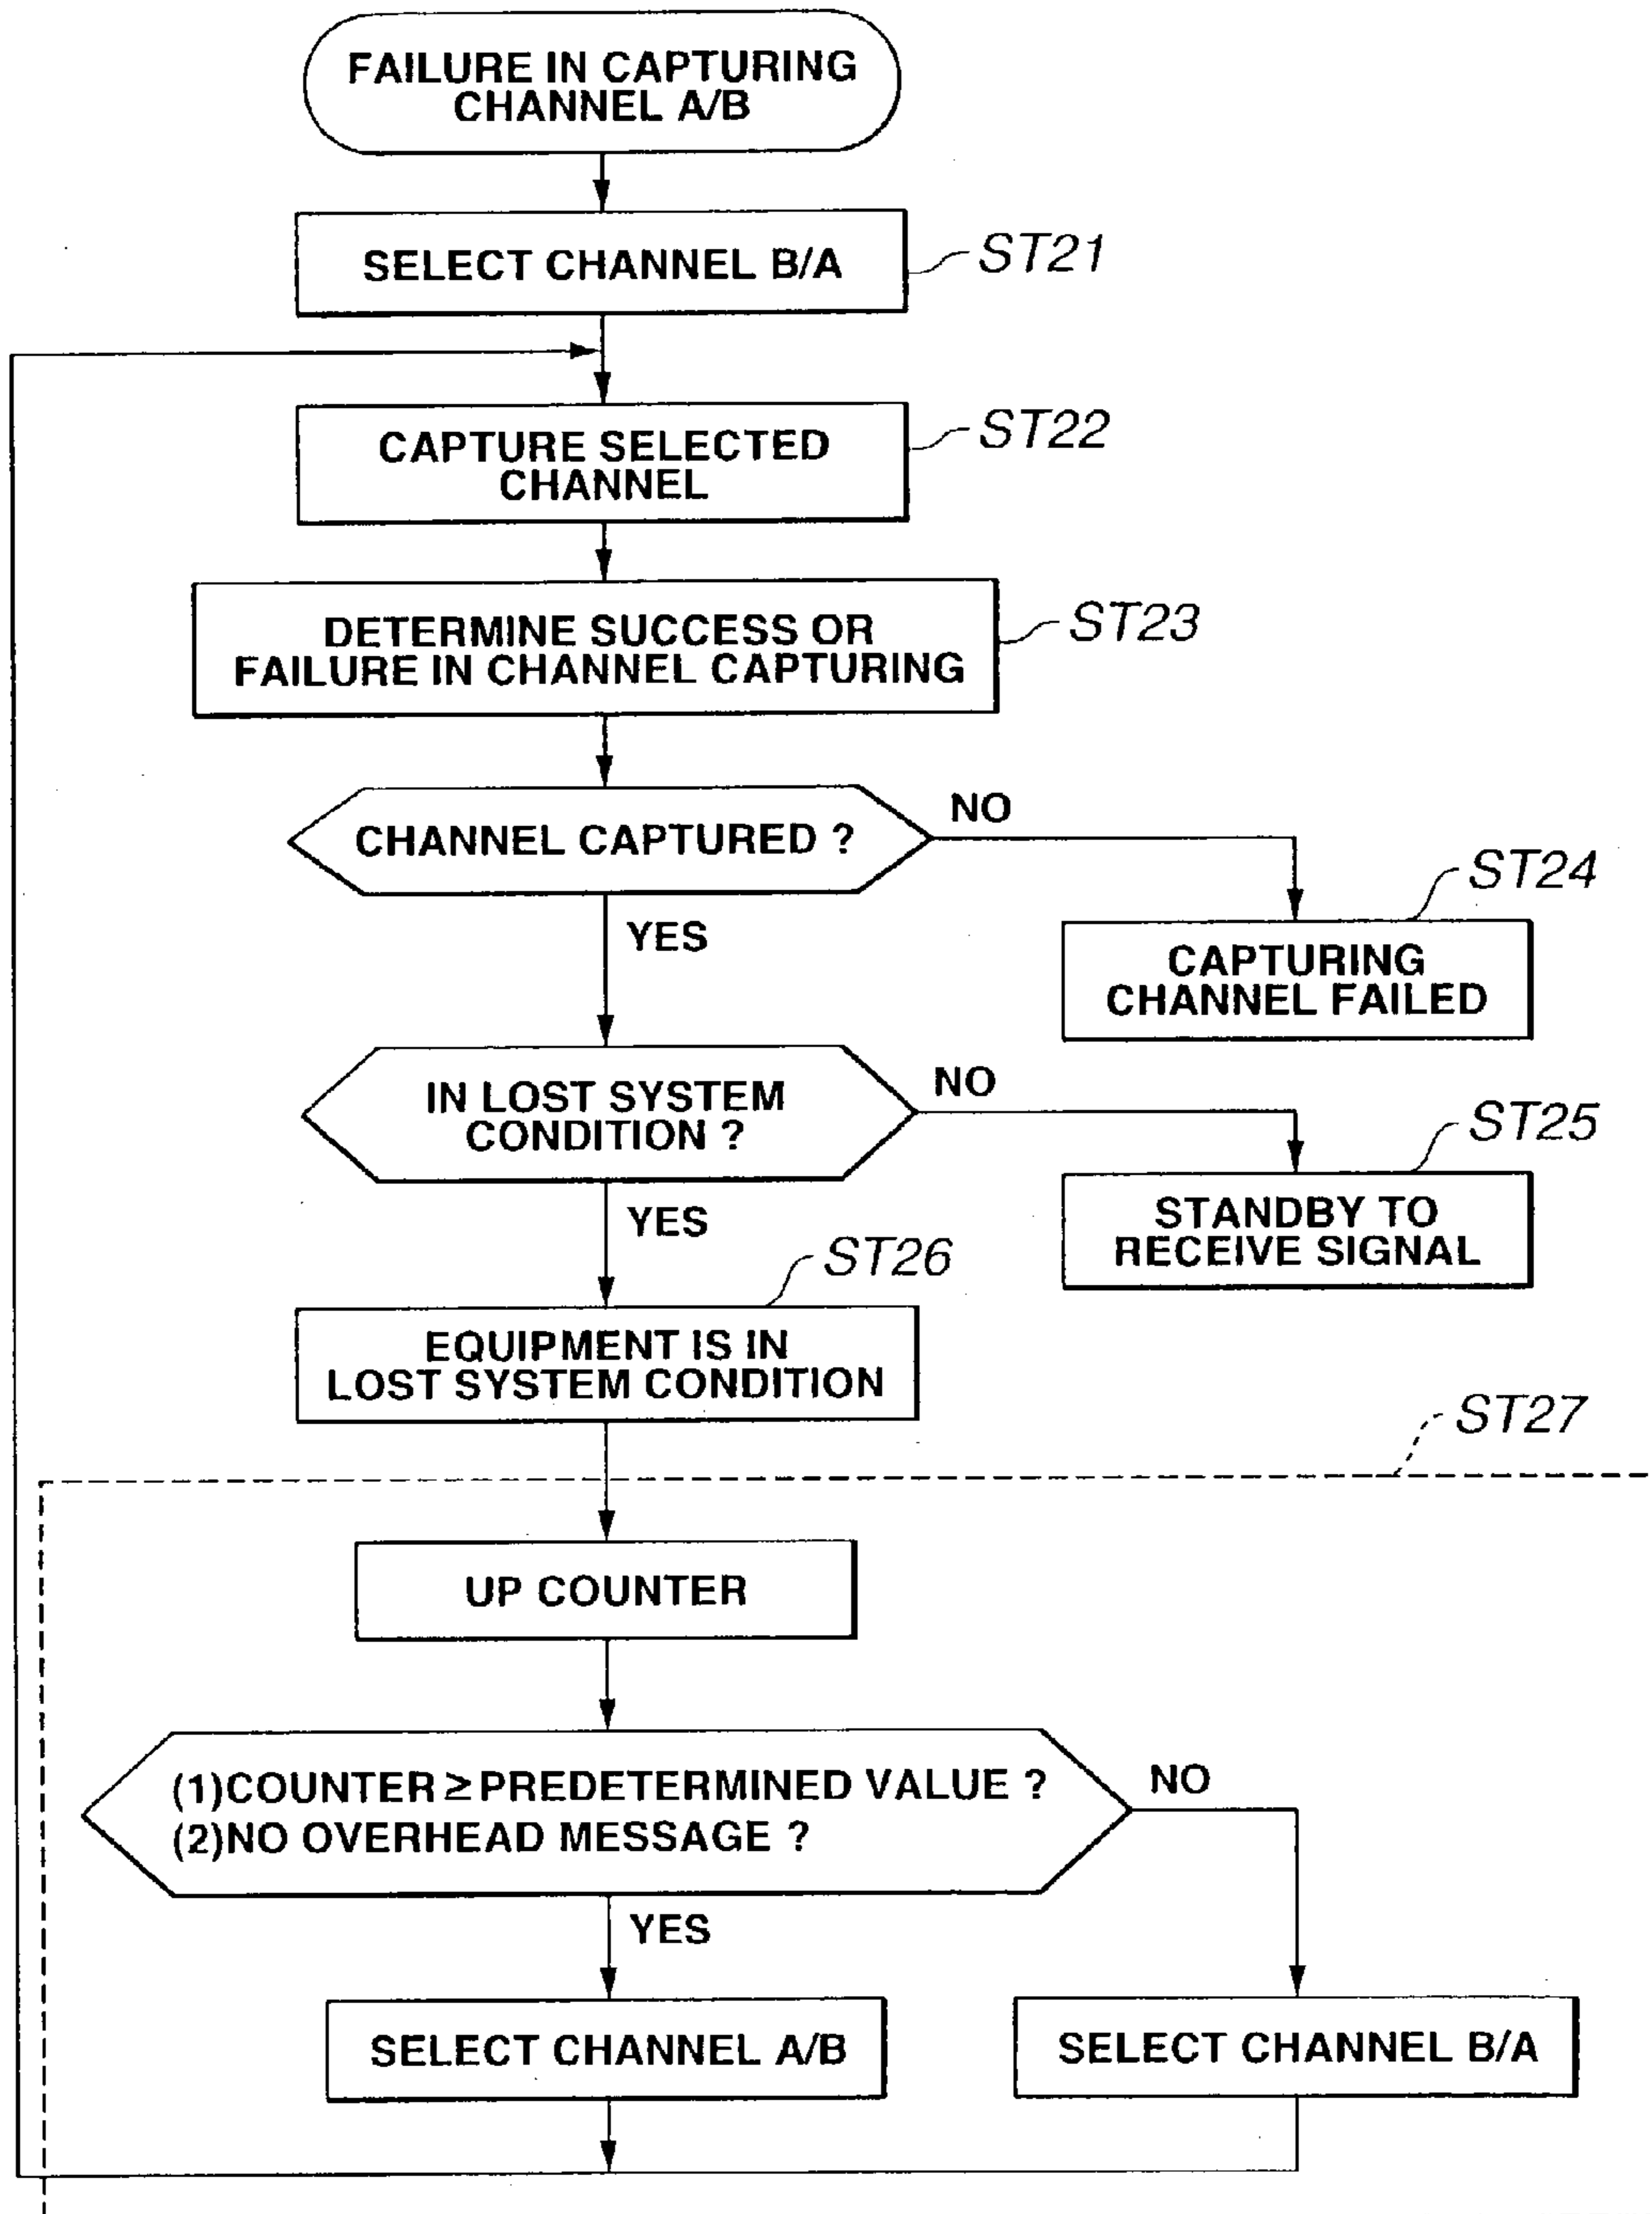 FAILURE IN CAPTURING
CHANNEL A/B
SELECT CHANNEL B/A
ST21
CAPTURE SELECTED
CHANNEL
ST22
DETERMINE SUCCESS OR
FAILURE IN CHANNEL CAPTURING
ST23
CHANNEL CAPTURED ?
NO
YES
ST24
CAPTURING
CHANNEL FAILED
IN LOST SYSTEM
CONDITION ?
NO
YES
ST25
STANDBY TO
RECEIVE SIGNAL
ST26
EQUIPMENT IS IN
LOST SYSTEM CONDITION
ST27
UP COUNTER
(1)COUNTER ≥ PREDETERMINED VALUE ?
(2)NO OVERHEAD MESSAGE ?
NO
YES
SELECT CHANNEL A/B
SELECT CHANNEL B/A